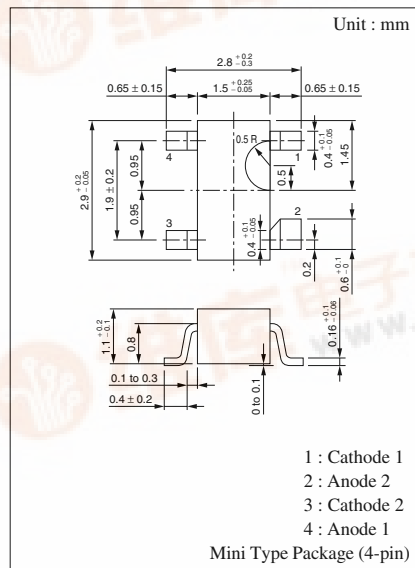 Unit : mm
2.8 +0.2 −0.3
0.65 ± 0.15
1.5 +0.25 −0.05
0.65 ± 0.15
2.9 +0.2 −0.05
1.9 ± 0.2
0.95
0.95
4
3
0.5 R
1
2
0.4 +0.1 −0.05
1.45
0.5
0.4 +0.1 −0.05
0.2
0.6 +0.1 −0
1.1 +0.2 −0.1
0.8
0.1 to 0.3
0.4 ± 0.2
0 to 0.1
0.16 +0.1 −0.06
1 : Cathode 1
2 : Anode 2
3 : Cathode 2
4 : Anode 1
Mini Type Package (4-pin)